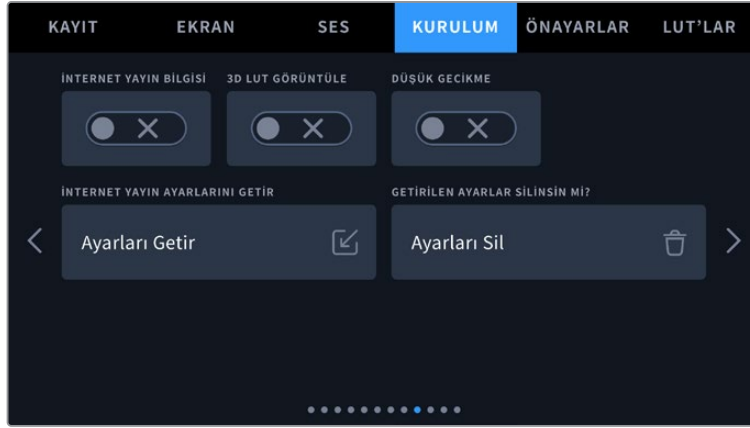 KAYIT EKRAN SES KURULUM ÖNAYARLAR LUT’LAR
İNTERNET YAYIN BİLGİSİ 3D LUT GÖRÜNTÜLE DÜŞÜK GECİKME
İNTERNET YAYIN AYARLARINI GETİR GETİRİLEN AYARLAR SİLİNSİN Mİ?
Ayarları Getir Ayarları Sil